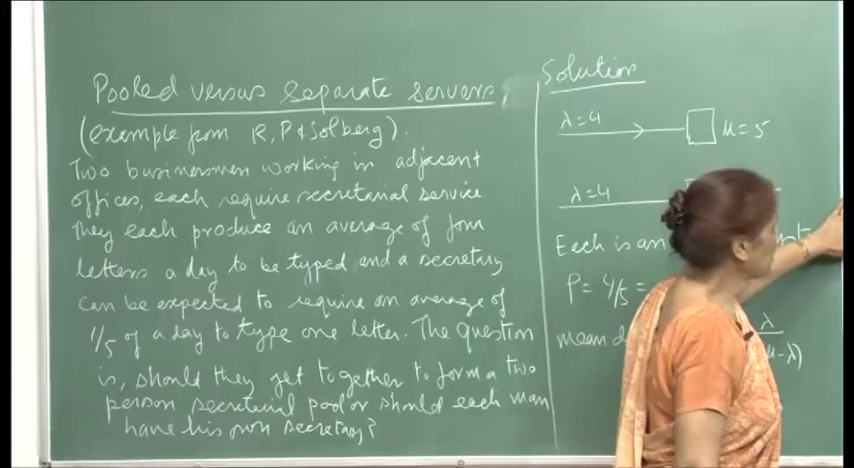 Pooled versus separate servers
(example from R, P & Solberg).
Two businessmen working in adjacent
offices, each require secretarial service.
They each produce an average of four
letters a day to be typed and a secretary
can be expected to require an average of
1/5 of a day to type one letter. The question
is, should they get together to form a two
person secretarial pool or should each man
have his own secretary?
Solution
λ=4 μ=5
λ=4
Each is an
ρ= 4/5 =
mean λ
μ-λ)